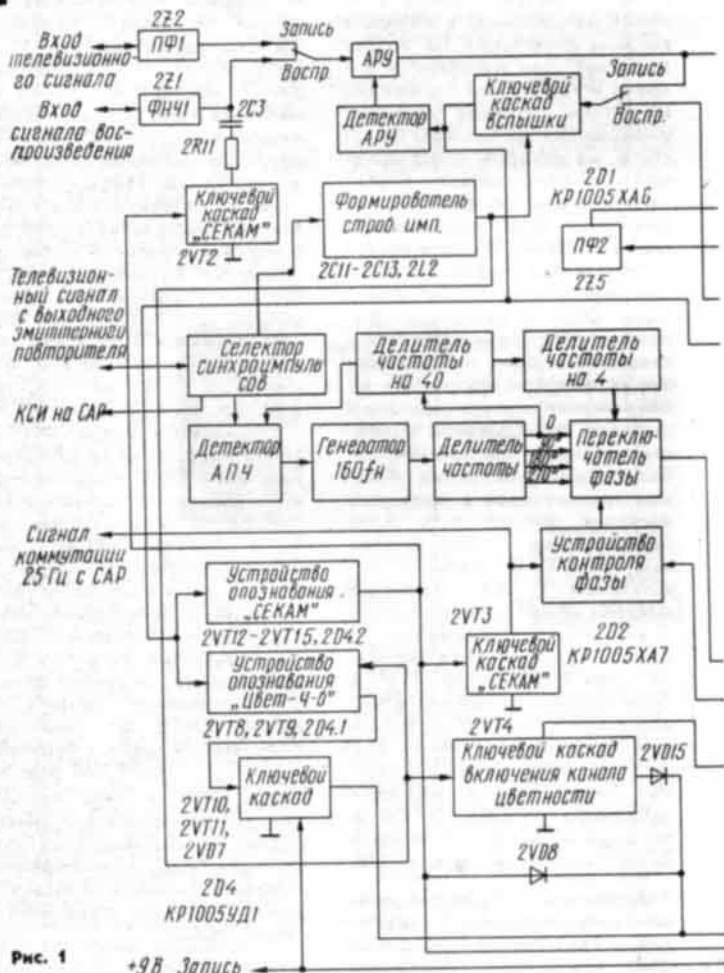 2Z2
Вход
телевизионно-
го сигнала
ПФ1
Запись
Воспр.
АРУ
2Z1
Вход
сигнала вос-
произведения
ФНЧ1
2C3
2R11
Детектор
АРУ
Ключевой
каскад
вспышки
Запись
Воспр.
2D1
КР1005ХА6
ПФ2
2Z5
Ключевой
каскад
„СЕКАМ"
2VT2
Формирователь
строб. имп.
2C11-2C13, 2L2
Телевизион-
ный сигнал
с выходного
эмиттерного
повторителя
Селектор
синхроимпуль
сов
Делитель
частоты
на 40
Делитель
частоты
на 4
КСИ на САР
Детектор
АПЧ
Генератор
160fн
Делитель
частоты
0
90°
180°
270°
Переклю-
чатель
фазы
Сигнал
коммутации
25 Гц с САР
Устройство
контроля
фазы
2D2
КР1005ХА7
Устройство
опознавания
„СЕКАМ"
2VT12-2VT15, 2D4.2
2VT3
Ключевой
каскад
„СЕКАМ"
Устройство
опознавания
„Цвет-Ч-б"
2VT8, 2VT9, 2D4.1
2VT4
Ключевой каскад
включения канала
цветности
2VD15
Ключевой
каскад
2VT10,
2VT11,
2VD7
2VD8
2D4
КР1005УД1
Рис. 1
+9В Запись